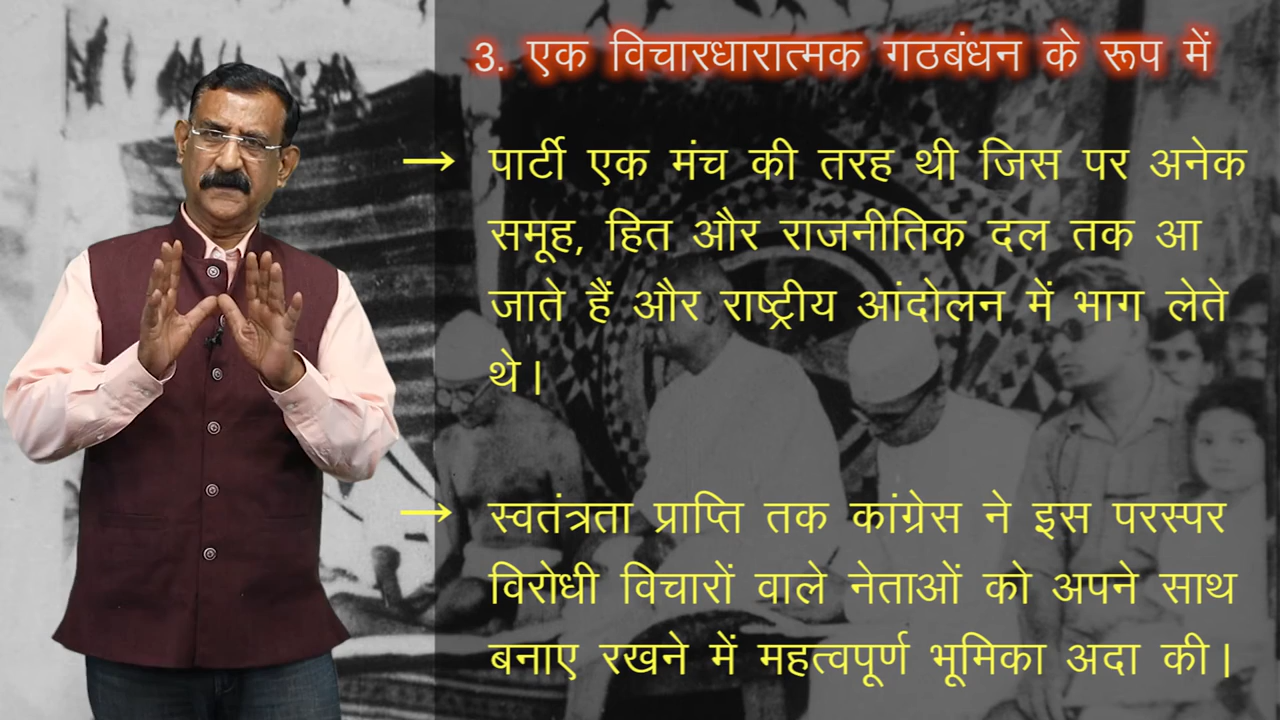 3. एक विचारधारात्मक गठबंधन के रूप में
→ पार्टी एक मंच की तरह थी जिस पर अनेक
समूह, हित और राजनीतिक दल तक आ
जाते हैं और राष्ट्रीय आंदोलन में भाग लेते
थे।
→ स्वतंत्रता प्राप्ति तक कांग्रेस ने इस परस्पर
विरोधी विचारों वाले नेताओं को अपने साथ
बनाए रखने में महत्वपूर्ण भूमिका अदा की।